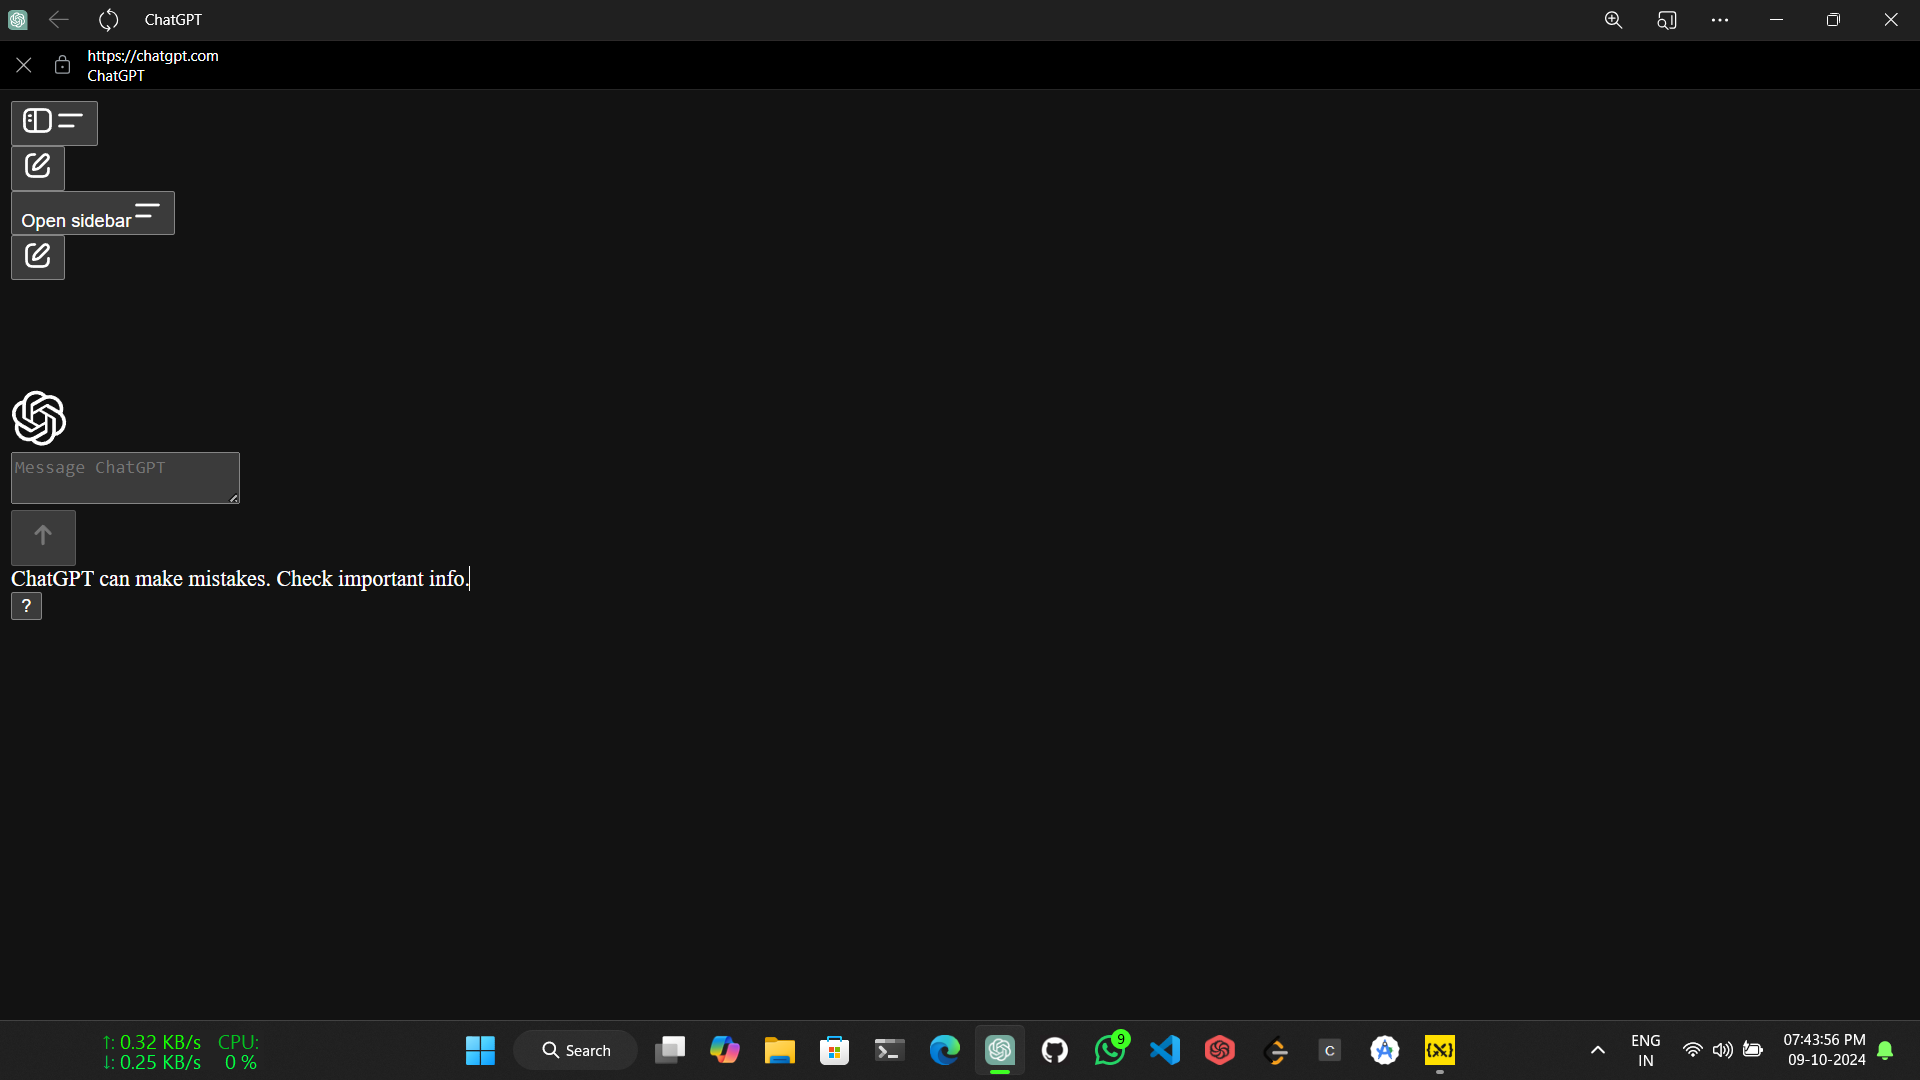 ChatGPT
https://chatgpt.com
ChatGPT
Open sidebar
Message ChatGPT
ChatGPT can make mistakes. Check important info.
?
↑: 0.32 KB/s CPU:
↓: 0.25 KB/s 0 %
Search
9
C
{X}
ENG
IN
07:43:56 PM
09-10-2024